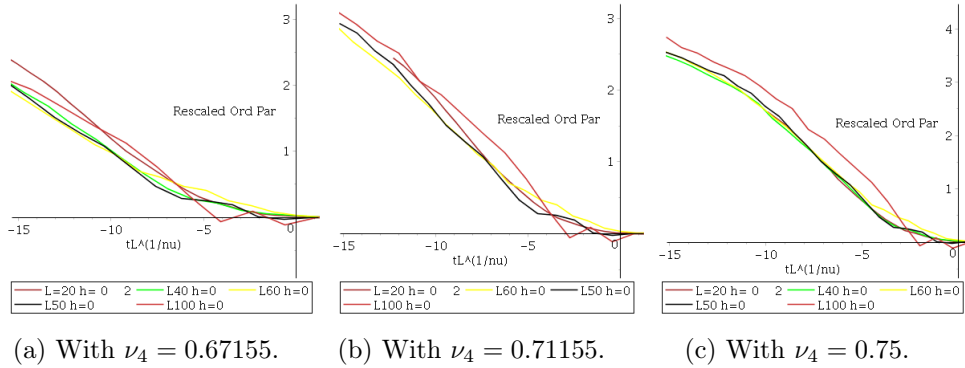 3
2
1
Rescaled Ord Par
-15 -10 -5 0
tL^(1/nu)
L=20 h= 0 2 L40 h=0 L60 h=0
L50 h=0 L100 h=0
(a) With ν4 = 0.67155.
3
2
1
Rescaled Ord Par
-15 -10 -5 0
tL^(1/nu)
L=20 h= 0 2 L60 h=0 L50 h=0
L100 h=0
(b) With ν4 = 0.71155.
4
3
2
1
Rescaled Ord Par
-15 -10 -5 0
tL^(1/nu)
L=20 h= 0 2 L40 h=0 L60 h=0
L50 h=0 L100 h=0
(c) With ν4 = 0.75.